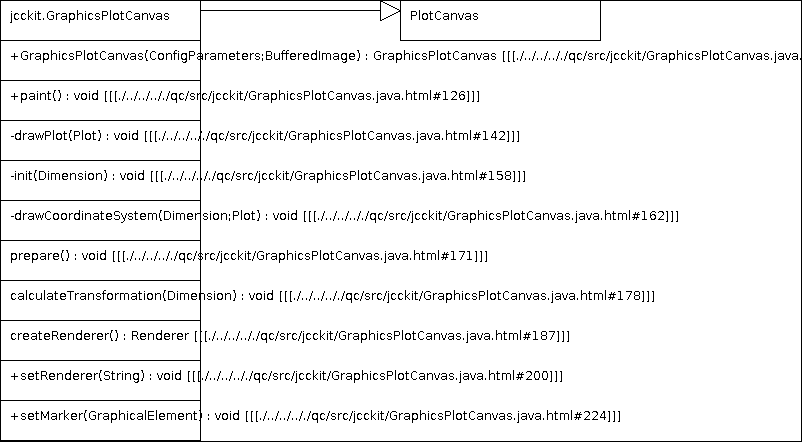 jcckit.GraphicsPlotCanvas
PlotCanvas
+GraphicsPlotCanvas(ConfigParameters;BufferedImage) : GraphicsPlotCanvas [[[./../../../../qc/src/jcckit/GraphicsPlotCanvas.java.
+paint() : void [[[./../../../../qc/src/jcckit/GraphicsPlotCanvas.java.html#126]]]
-drawPlot(Plot) : void [[[./../../../../qc/src/jcckit/GraphicsPlotCanvas.java.html#142]]]
-init(Dimension) : void [[[./../../../../qc/src/jcckit/GraphicsPlotCanvas.java.html#158]]]
-drawCoordinateSystem(Dimension;Plot) : void [[[./../../../../qc/src/jcckit/GraphicsPlotCanvas.java.html#162]]]
prepare() : void [[[./../../../../qc/src/jcckit/GraphicsPlotCanvas.java.html#171]]]
calculateTransformation(Dimension) : void [[[./../../../../qc/src/jcckit/GraphicsPlotCanvas.java.html#178]]]
createRenderer() : Renderer [[[./../../../../qc/src/jcckit/GraphicsPlotCanvas.java.html#187]]]
+setRenderer(String) : void [[[./../../../../qc/src/jcckit/GraphicsPlotCanvas.java.html#200]]]
+setMarker(GraphicalElement) : void [[[./../../../../qc/src/jcckit/GraphicsPlotCanvas.java.html#224]]]